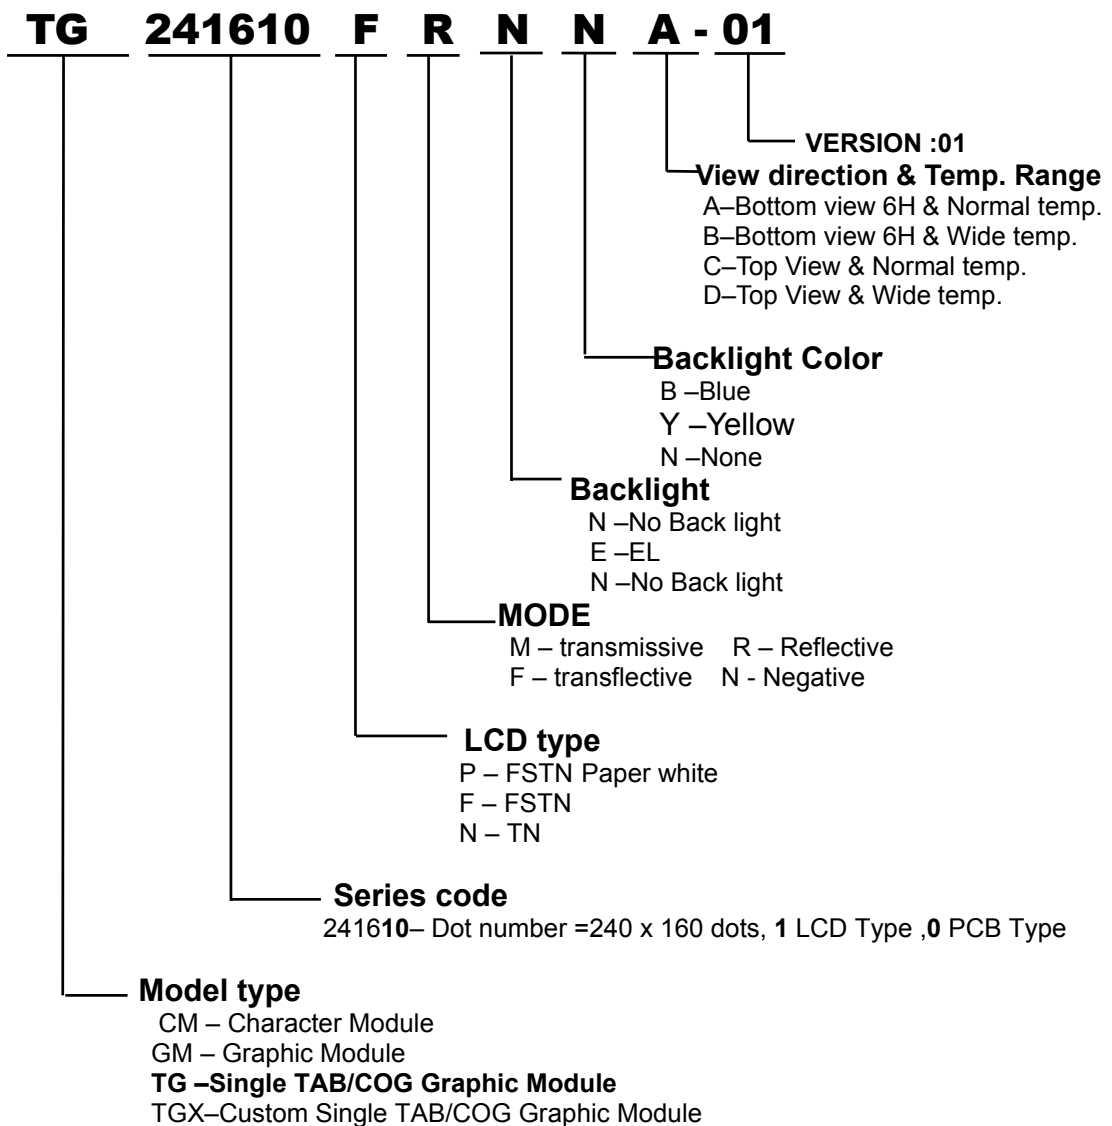 TG 241610 F R N N A - 01
VERSION :01
View direction & Temp. Range
A–Bottom view 6H & Normal temp.
B–Bottom view 6H & Wide temp.
C–Top View & Normal temp.
D–Top View & Wide temp.
Backlight Color
B –Blue
Y –Yellow
N –None
Backlight
N –No Back light
E –EL
N –No Back light
MODE
M – transmissive R – Reflective
F – transflective N - Negative
LCD type
P – FSTN Paper white
F – FSTN
N – TN
Series code
241610– Dot number =240 x 160 dots, 1 LCD Type ,0 PCB Type
Model type
CM – Character Module
GM – Graphic Module
TG –Single TAB/COG Graphic Module
TGX–Custom Single TAB/COG Graphic Module